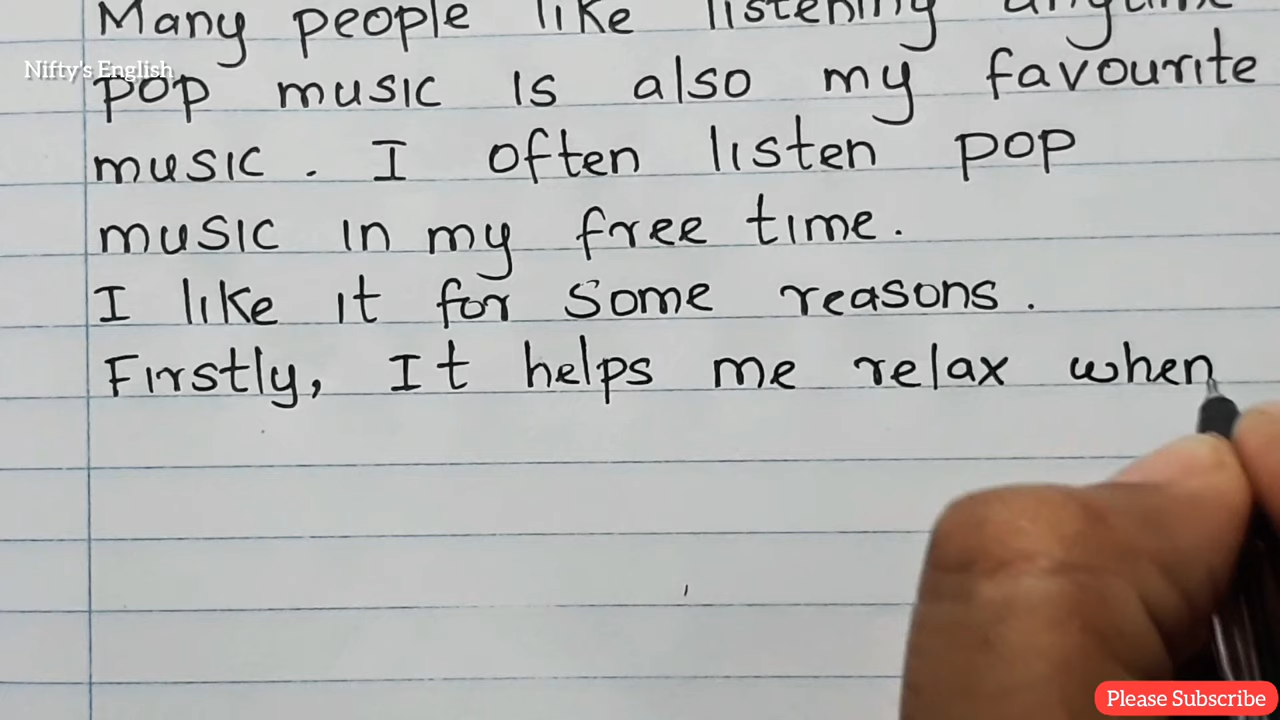 Many people like listening anytime
Nifty's English
pop music is also my favourite
music. I often listen pop
music in my free time.
I like it for some reasons.
Firstly, It helps me relax when
Please Subscribe